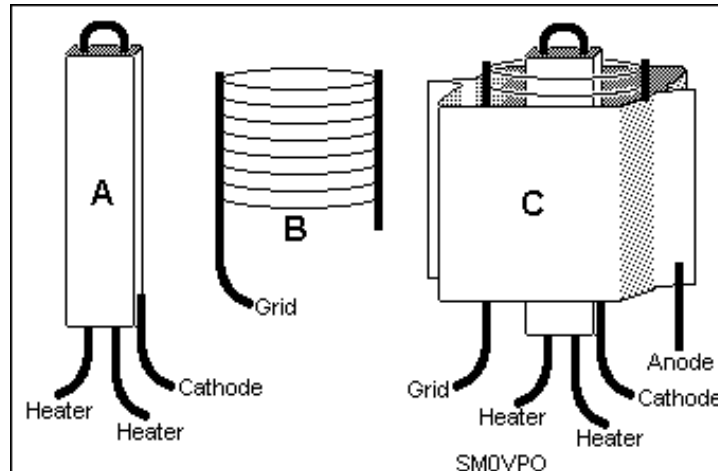 A
B
C
Grid
Cathode
Heater
Heater
Anode
Grid
Cathode
Heater
Heater
SM0VPO